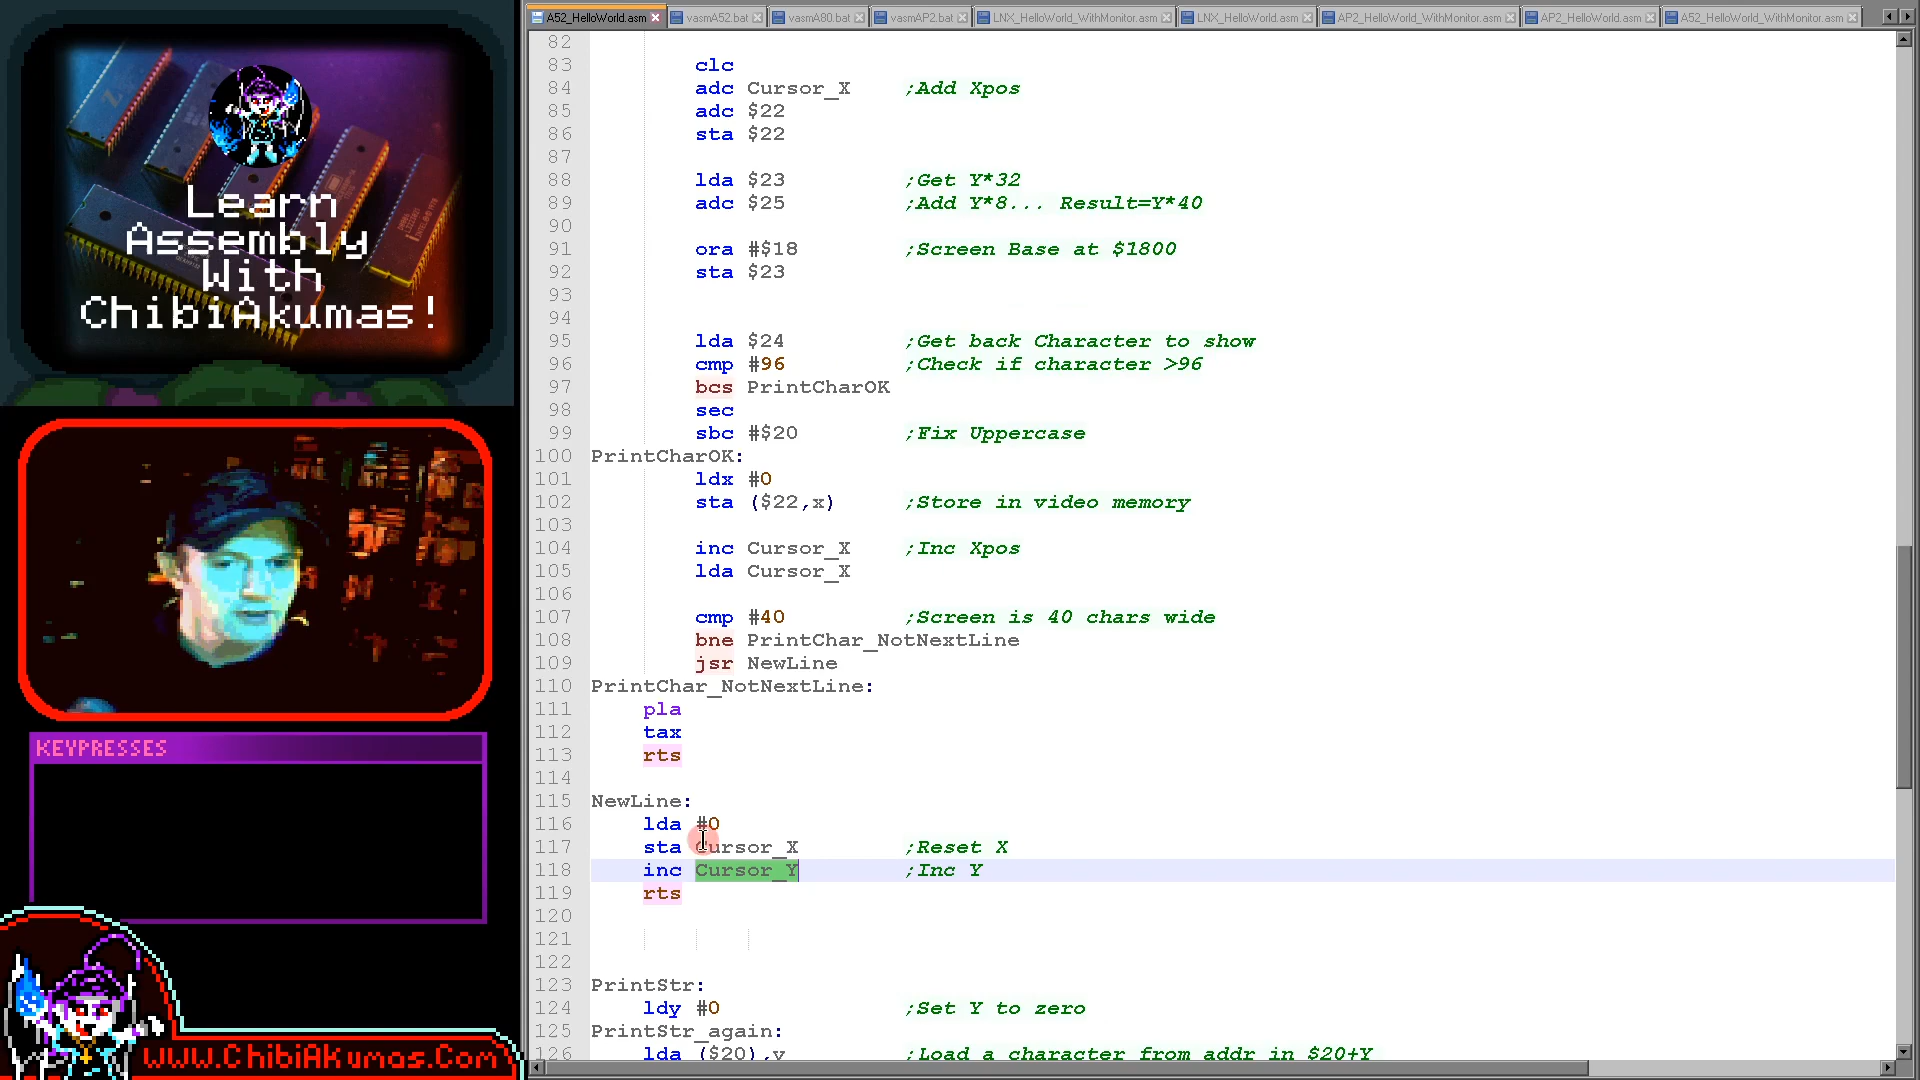 A52_HelloWorld.asm
vasmA52.bat
vasmA80.bat
vasmAP2.bat
LNX_HelloWorld_WithMonitor.asm
LNX_HelloWorld.asm
AP2_HelloWorld_WithMonitor.asm
AP2_HelloWorld.asm
A52_HelloWorld_WithMonitor.asm
Learn
Assembly
With
ChibiAkumas!
KEYPRESSES
www.ChibiAkumas.Com
82
83 clc
84 adc Cursor_X ;Add Xpos
85 adc $22
86 sta $22
87
88 lda $23 ;Get Y*32
89 adc $25 ;Add Y*8... Result=Y*40
90
91 ora #$18 ;Screen Base at $1800
92 sta $23
93
94
95 lda $24 ;Get back Character to show
96 cmp #96 ;Check if character >96
97 bcs PrintCharOK
98 sec
99 sbc #$20 ;Fix Uppercase
100 PrintCharOK:
101 ldx #0
102 sta ($22,x) ;Store in video memory
103
104 inc Cursor_X ;Inc Xpos
105 lda Cursor_X
106
107 cmp #40 ;Screen is 40 chars wide
108 bne PrintChar_NotNextLine
109 jsr NewLine
110 PrintChar_NotNextLine:
111 pla
112 tax
113 rts
114
115 NewLine:
116 lda #0
117 sta Cursor_X ;Reset X
118 inc Cursor_Y ;Inc Y
119 rts
120
121
122
123 PrintStr:
124 ldy #0 ;Set Y to zero
125 PrintStr_again:
126 lda ($20),y ;Load a character from addr in $20+Y